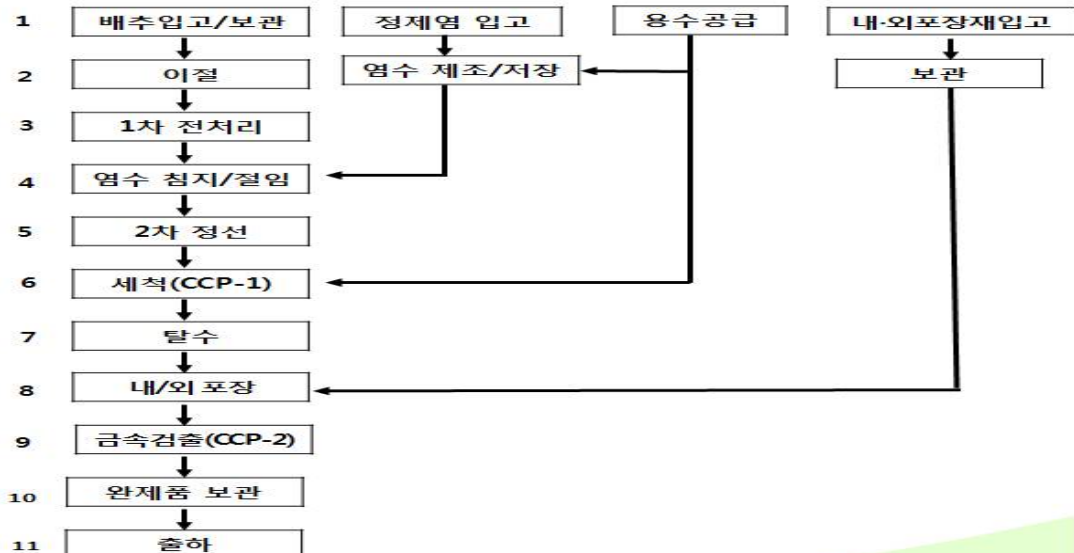 1 배추입고/보관 정제염 입고 용수공급 내·외포장재입고
2 이절 염수 제조/저장 보관
3 1차 전처리
4 염수 침지/절임
5 2차 정선
6 세척(CCP-1)
7 탈수
8 내/외 포장
9 금속검출(CCP-2)
10 완제품 보관
11 출하